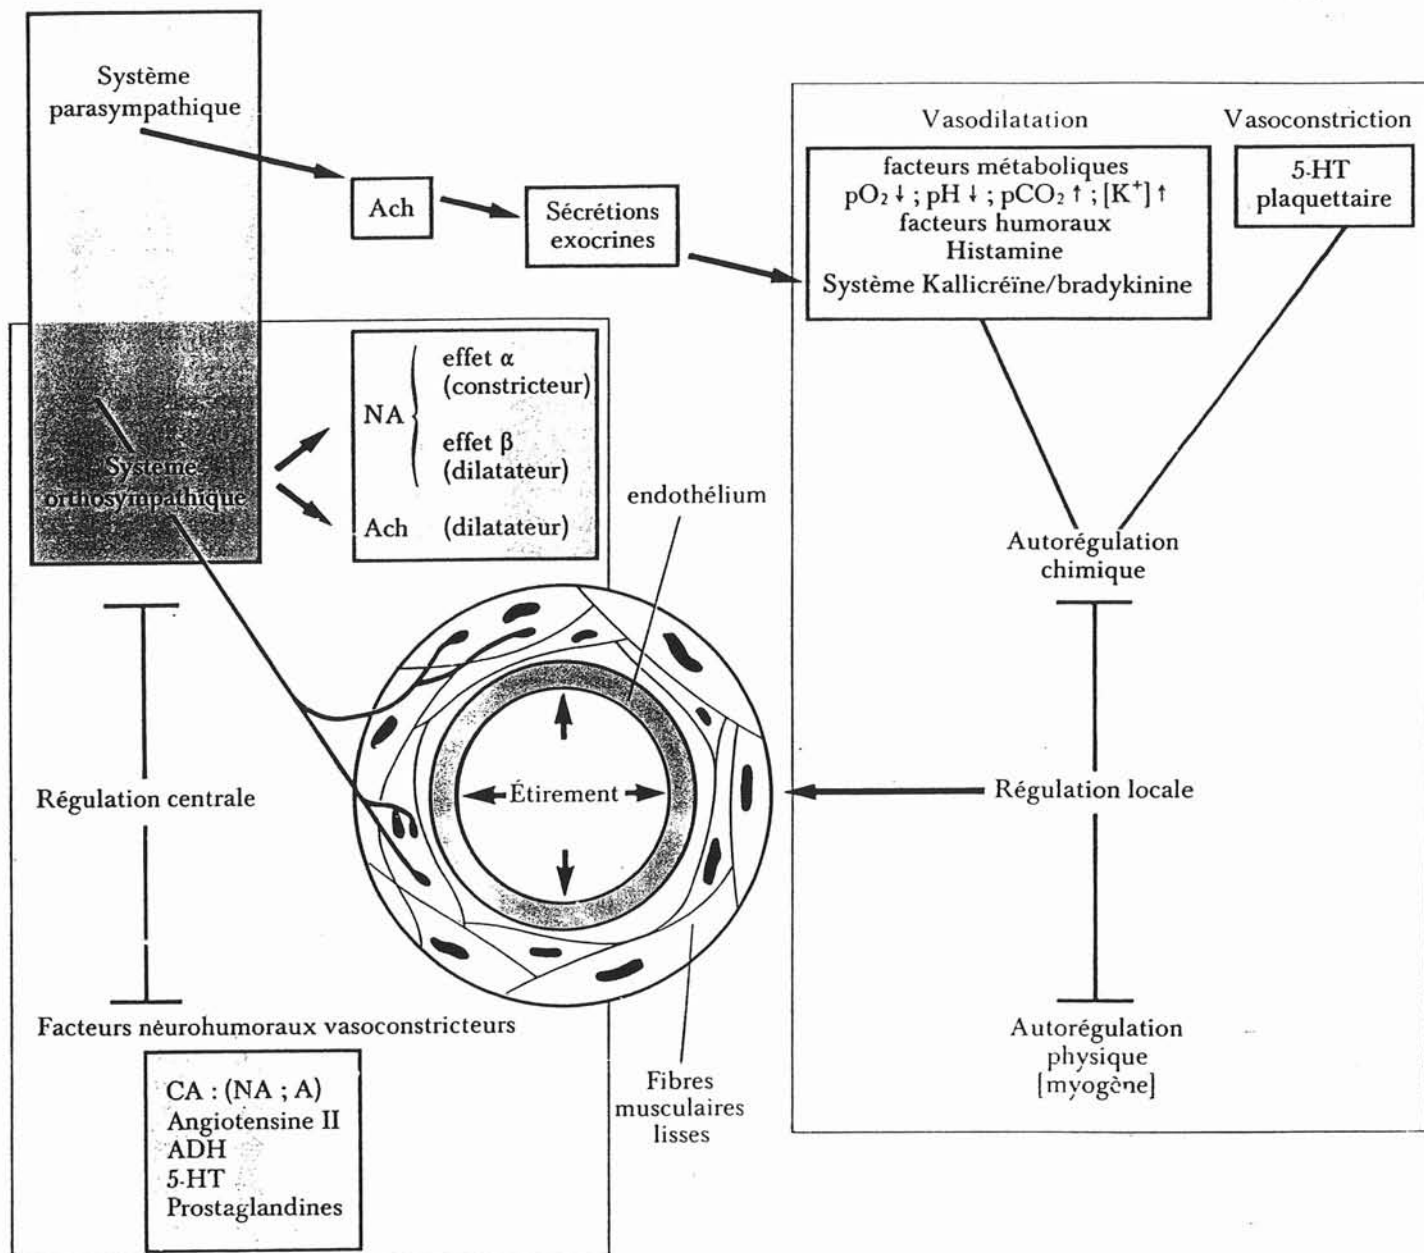 Système
parasympathique
Ach
Sécrétions
exocrines
Vasodilatation
facteurs métaboliques
pO₂ ↓ ; pH ↓ ; pCO₂ ↑ ; [K⁺] ↑
facteurs humoraux
Histamine
Système Kallicréïne/bradykinine
Vasoconstriction
5-HT
plaquettaire
Système
orthosympathique
NA
effet α
(constricteur)
effet β
(dilatateur)
Ach (dilatateur)
endothélium
Autorégulation
chimique
Régulation centrale
Étirement
Régulation locale
Facteurs neurohumoraux vasoconstricteurs
CA : (NA ; A)
Angiotensine II
ADH
5-HT
Prostaglandines
Fibres
musculaires
lisses
Autorégulation
physique
[myogène]